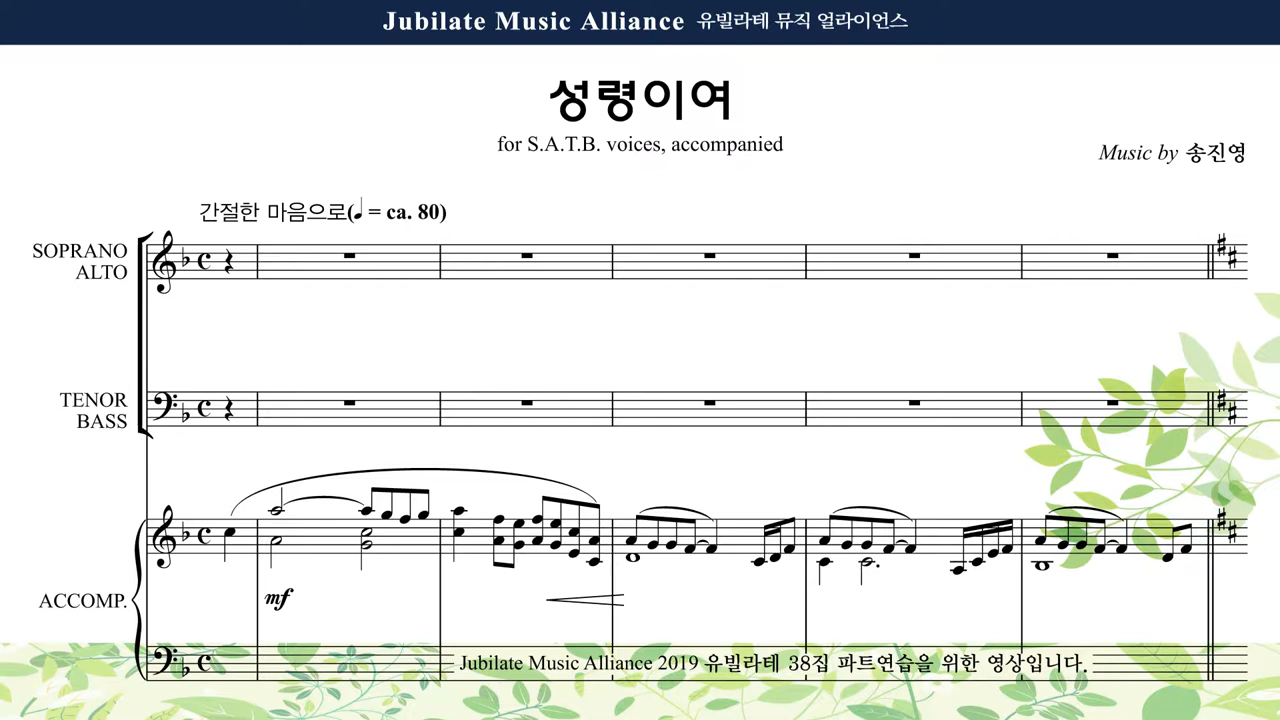 Jubilate Music Alliance 유빌라테 뮤직 얼라이언스
성령이여
for S.A.T.B. voices, accompanied
Music by 송진영
간절한 마음으로(♩ = ca. 80)
SOPRANO
ALTO
TENOR
BASS
mf
ACCOMP.
Jubilate Music Alliance 2019 유빌라테 38집 파트연습을 위한 영상입니다.